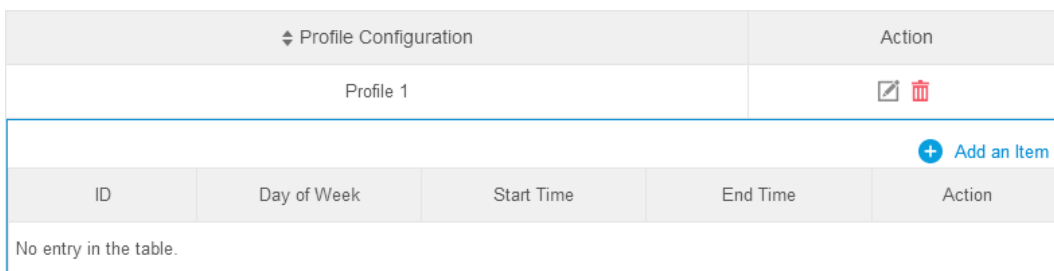 Profile Configuration Action
Profile 1
Add an Item
ID Day of Week Start Time End Time Action
No entry in the table.